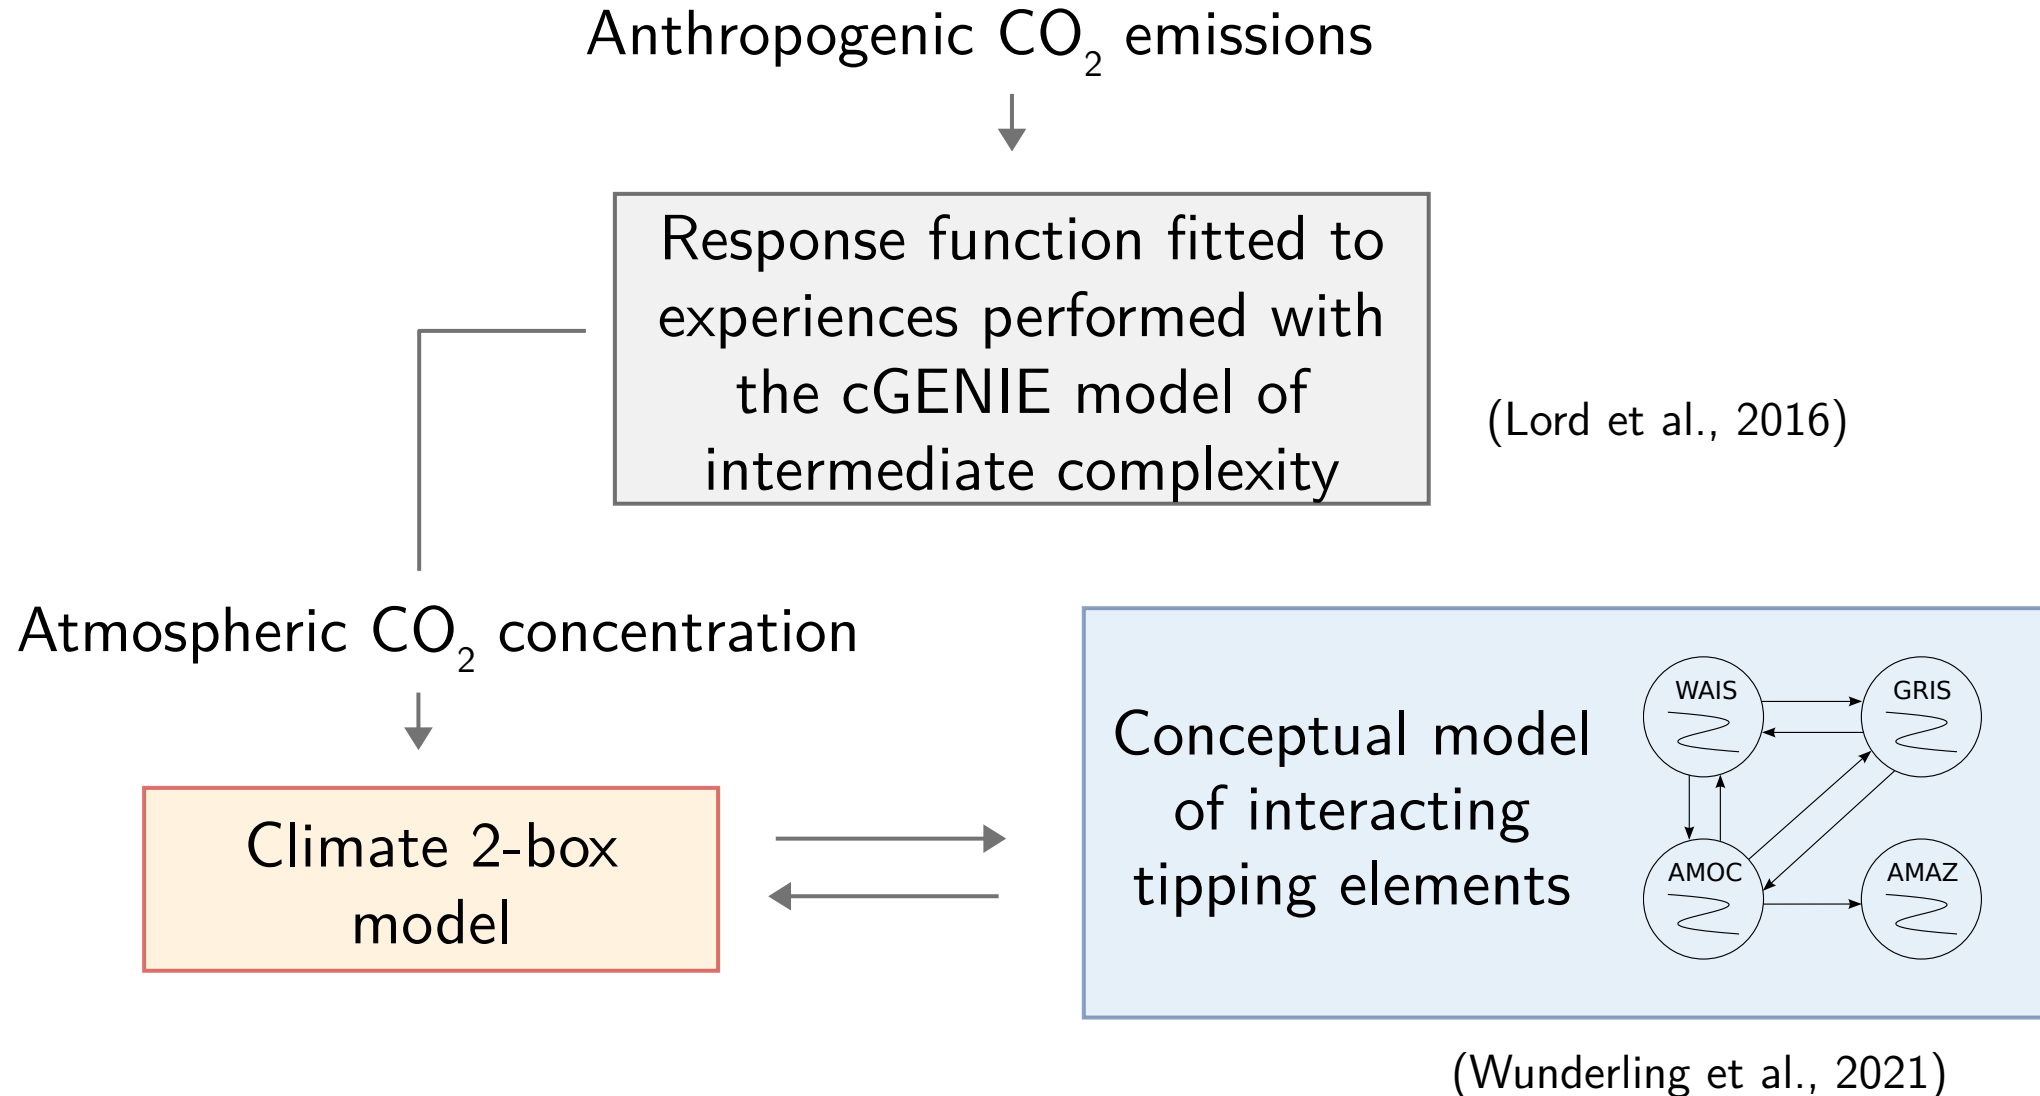 Anthropogenic CO₂ emissions
Response function fitted to
experiences performed with
the cGENIE model of
intermediate complexity
(Lord et al., 2016)
Atmospheric CO₂ concentration
Climate 2-box
model
Conceptual model
of interacting
tipping elements
WAIS
GRIS
AMOC
AMAZ
(Wunderling et al., 2021)